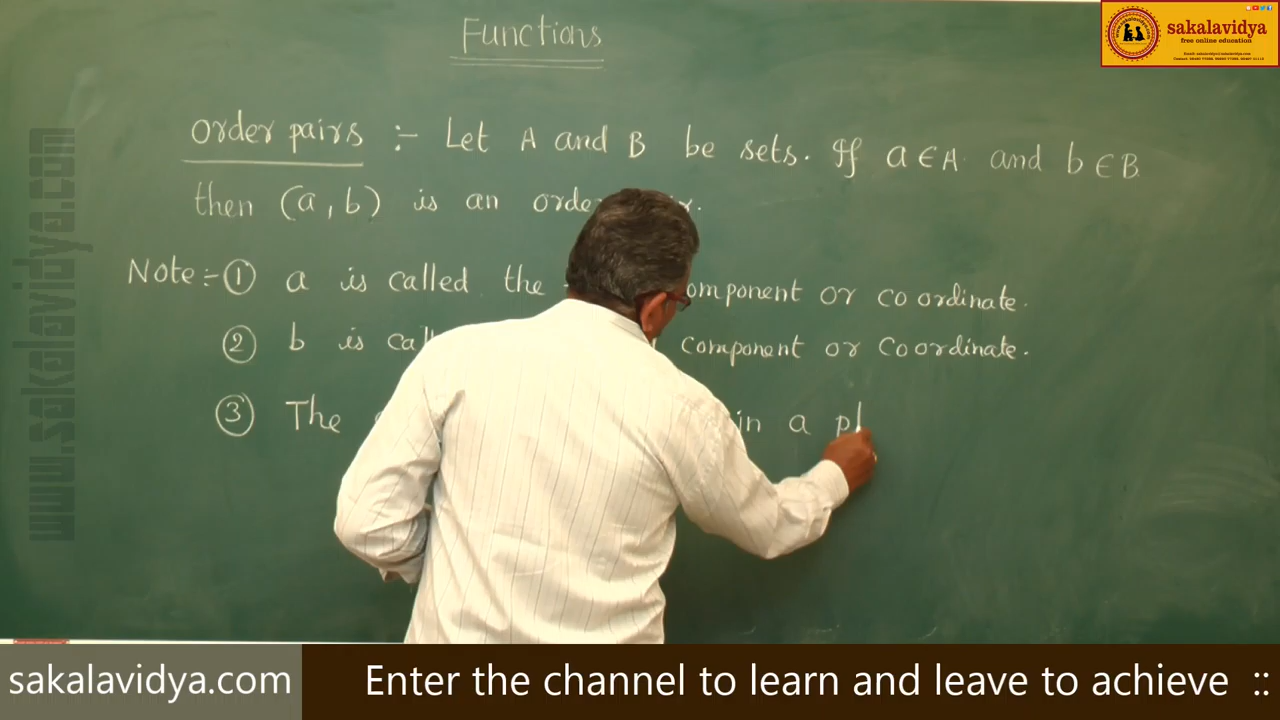 Functions
sakalavidya
free online education
order pairs :- Let A and B be sets. If a ∈ A and b ∈ B
then (a, b) is an
Note :- ① a is called the omponent or coordinate.
② b is component or coordinate.
③ The in a pl
www.sakalavidya.com
sakalavidya.com
Enter the channel to learn and leave to achieve ::